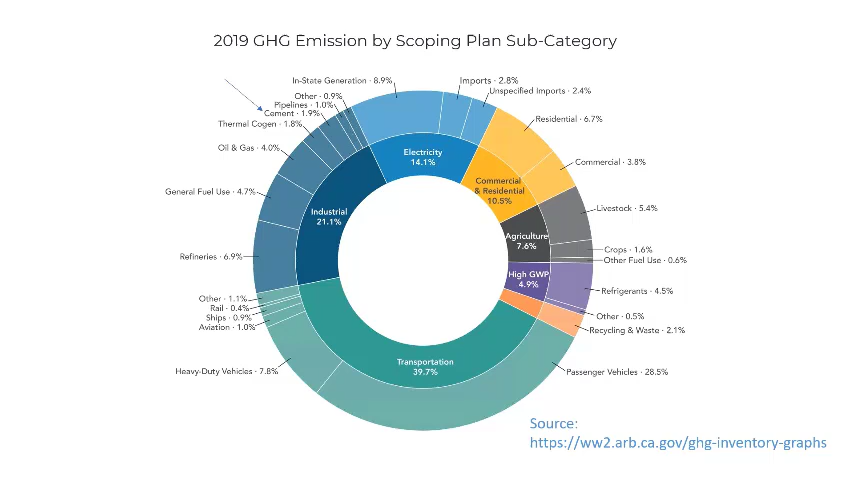 2019 GHG Emission by Scoping Plan Sub-Category
In-State Generation · 8.9%
Imports · 2.8%
Unspecified Imports · 2.4%
Other · 0.9%
Pipelines · 1.0%
Cement · 1.9%
Thermal Cogen · 1.8%
Oil & Gas · 4.0%
General Fuel Use · 4.7%
Refineries · 6.9%
Other · 1.1%
Rail · 0.4%
Ships · 0.9%
Aviation · 1.0%
Heavy-Duty Vehicles · 7.8%
Residential · 6.7%
Commercial · 3.8%
Livestock · 5.4%
Crops · 1.6%
Other Fuel Use · 0.6%
Refrigerants · 4.5%
Other · 0.5%
Recycling & Waste · 2.1%
Passenger Vehicles · 28.5%
Electricity
14.1%
Commercial
& Residential
10.5%
Industrial
21.1%
Agriculture
7.6%
High GWP
4.9%
Transportation
39.7%
Source:
https://ww2.arb.ca.gov/ghg-inventory-graphs